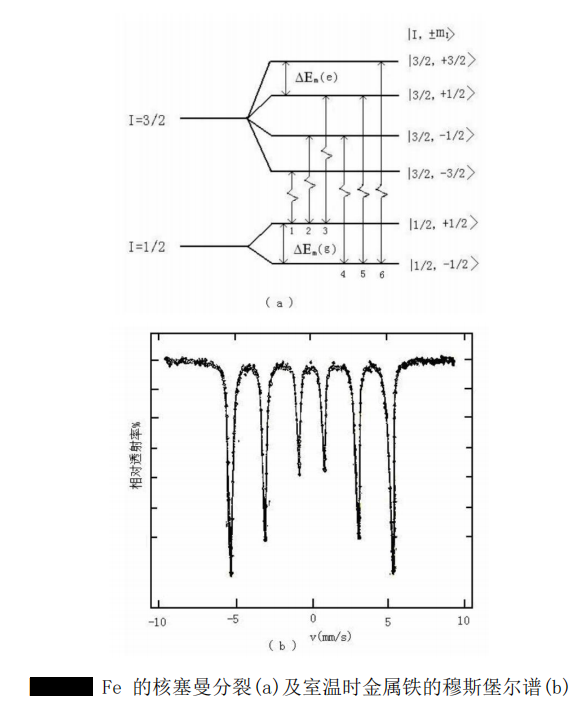 |I, ±m₁⟩
|3/2, +3/2⟩
ΔEₘ(e)
|3/2, +1/2⟩
I=3/2
|3/2, -1/2⟩
|3/2, -3/2⟩
1 2 3
|1/2, +1/2⟩
I=1/2
ΔEₘ(g)
|1/2, -1/2⟩
4 5 6
(a)
相对透射率%
-10 -5 0 5 10
v(mm/s)
(b)
Fe 的核塞曼分裂(a)及室温时金属铁的穆斯堡尔谱(b)